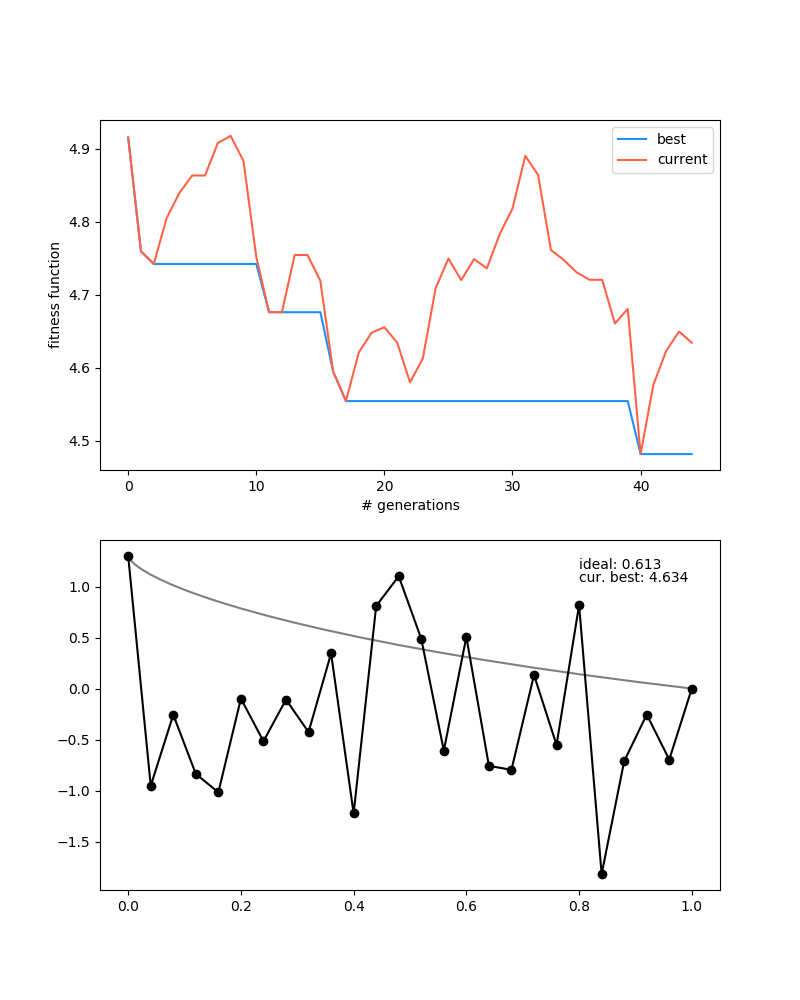 best
current
fitness function
4.9
4.8
4.7
4.6
4.5
0 10 20 30 40
# generations
ideal: 0.613
cur. best: 4.634
1.0
0.5
0.0
−0.5
−1.0
−1.5
0.0 0.2 0.4 0.6 0.8 1.0